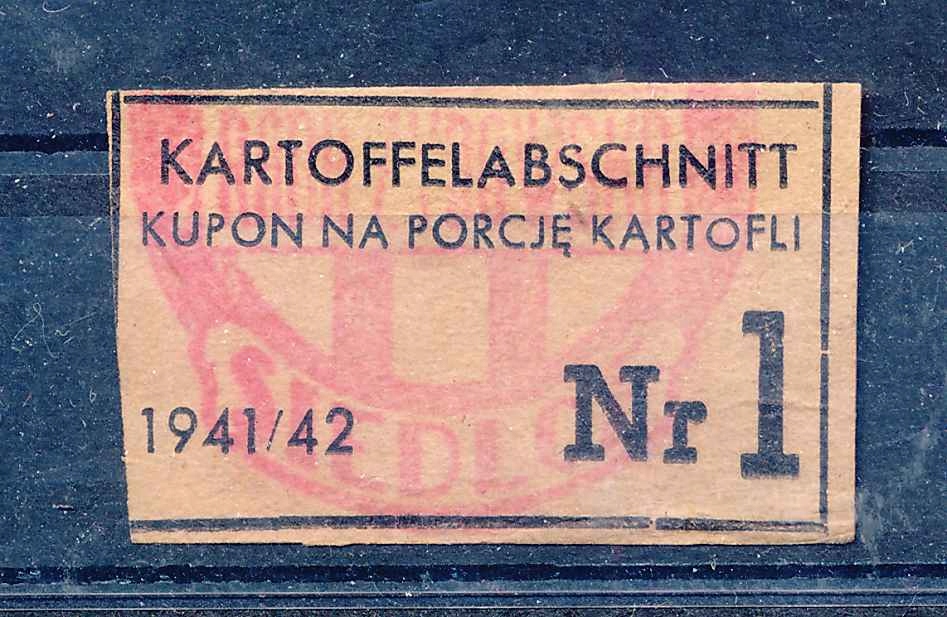 KARTOFFELABSCHNITT
KUPON NA PORCJĘ KARTOFLI
1941/42
Nr 1